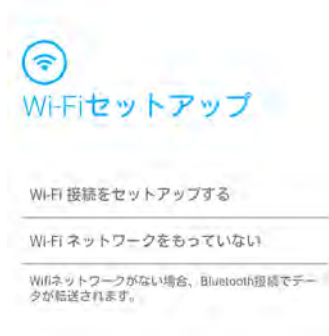 Wi-Fiセットアップ
Wi-Fi 接続をセットアップする
Wi-Fi ネットワークをもっていない
Wifiネットワークがない場合、Bluetooth接続でデー
タが転送されます。